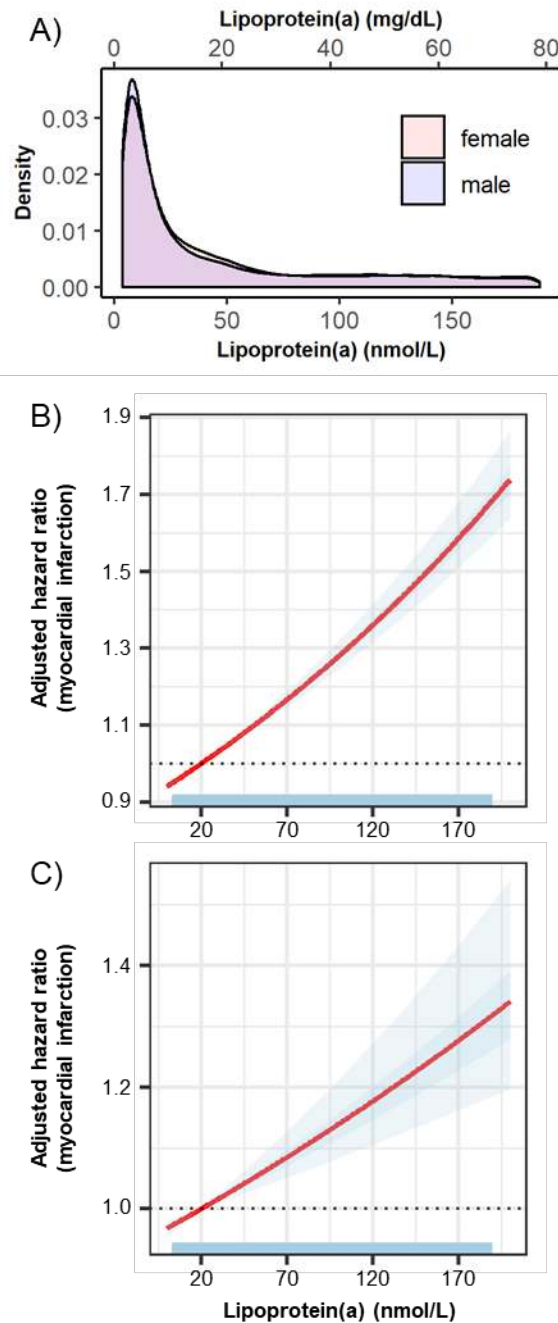 A)
Lipoprotein(a) (mg/dL)
0 20 40 60 80
Density
0.03
0.02
0.01
0.00
female
male
0 50 100 150
Lipoprotein(a) (nmol/L)
B)
Adjusted hazard ratio
(myocardial infarction)
1.9
1.7
1.5
1.3
1.1
0.9
20 70 120 170
C)
Adjusted hazard ratio
(myocardial infarction)
1.4
1.2
1.0
20 70 120 170
Lipoprotein(a) (nmol/L)